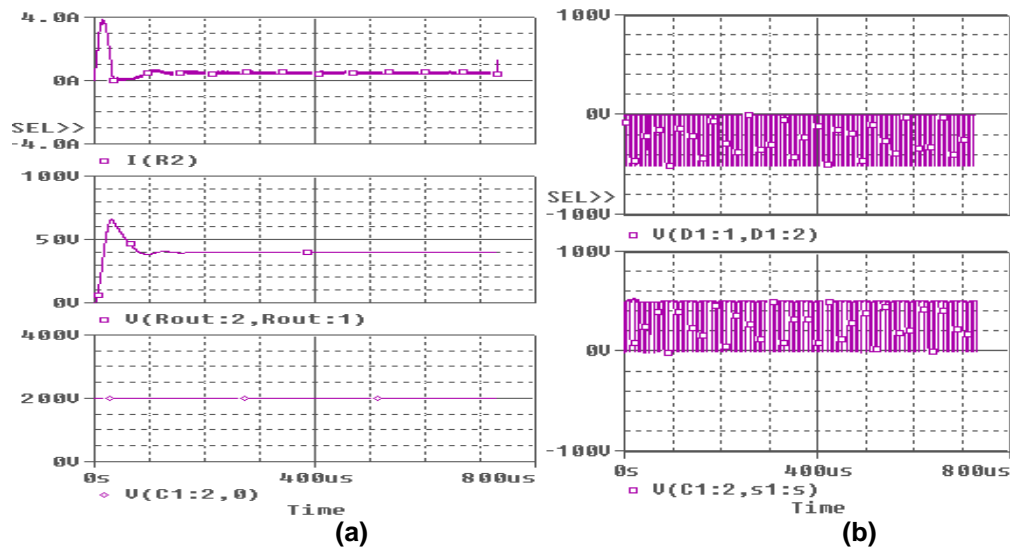 4.0A
0A
SEL>>
-4.0A
I(R2)
100V
50V
0V
V(Rout:2,Rout:1)
400V
200V
0V
0s 400us 800us
V(C1:2,0)
Time
(a)
100V
0V
SEL>>
-100V
V(D1:1,D1:2)
100V
0V
-100V
0s 400us 800us
V(C1:2,s1:s)
Time
(b)